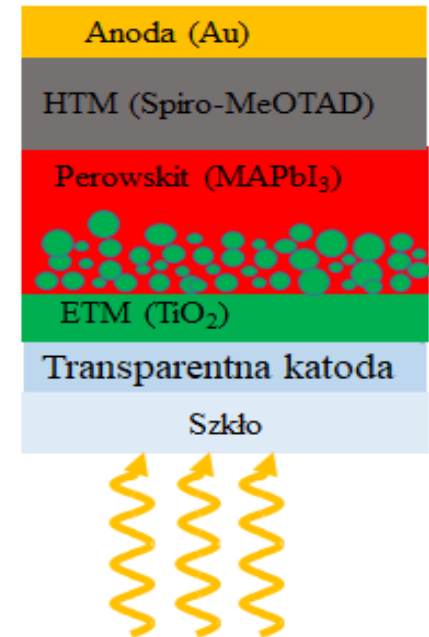 Anoda (Au)
HTM (Spiro-MeOTAD)
Perowskit (MAPbI₃)
ETM (TiO₂)
Transparentna katoda
Szkło